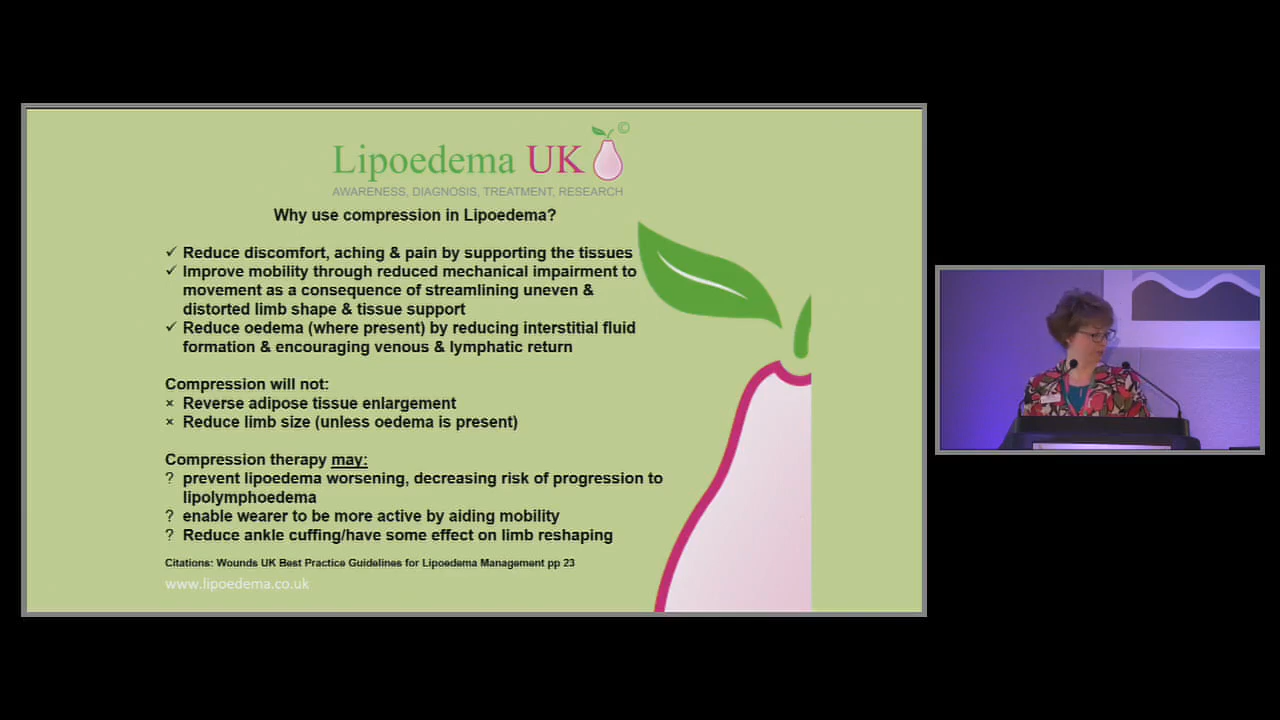 ©
Lipoedema UK
AWARENESS, DIAGNOSIS, TREATMENT, RESEARCH
Why use compression in Lipoedema?
✓ Reduce discomfort, aching & pain by supporting the tissues
✓ Improve mobility through reduced mechanical impairment to
movement as a consequence of streamlining uneven &
distorted limb shape & tissue support
✓ Reduce oedema (where present) by reducing interstitial fluid
formation & encouraging venous & lymphatic return
Compression will not:
× Reverse adipose tissue enlargement
× Reduce limb size (unless oedema is present)
Compression therapy may:
? prevent lipoedema worsening, decreasing risk of progression to
lipolymphoedema
? enable wearer to be more active by aiding mobility
? Reduce ankle cuffing/have some effect on limb reshaping
Citations: Wounds UK Best Practice Guidelines for Lipoedema Management pp 23
www.lipoedema.co.uk